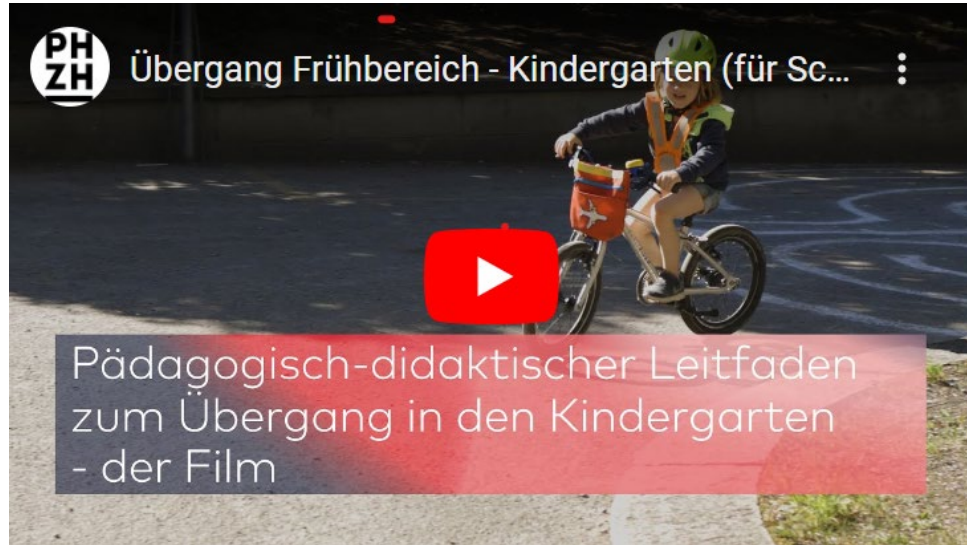 PH
ZH
Übergang Frühbereich - Kindergarten (für Sc...
Pädagogisch-didaktischer Leitfaden
zum Übergang in den Kindergarten
- der Film